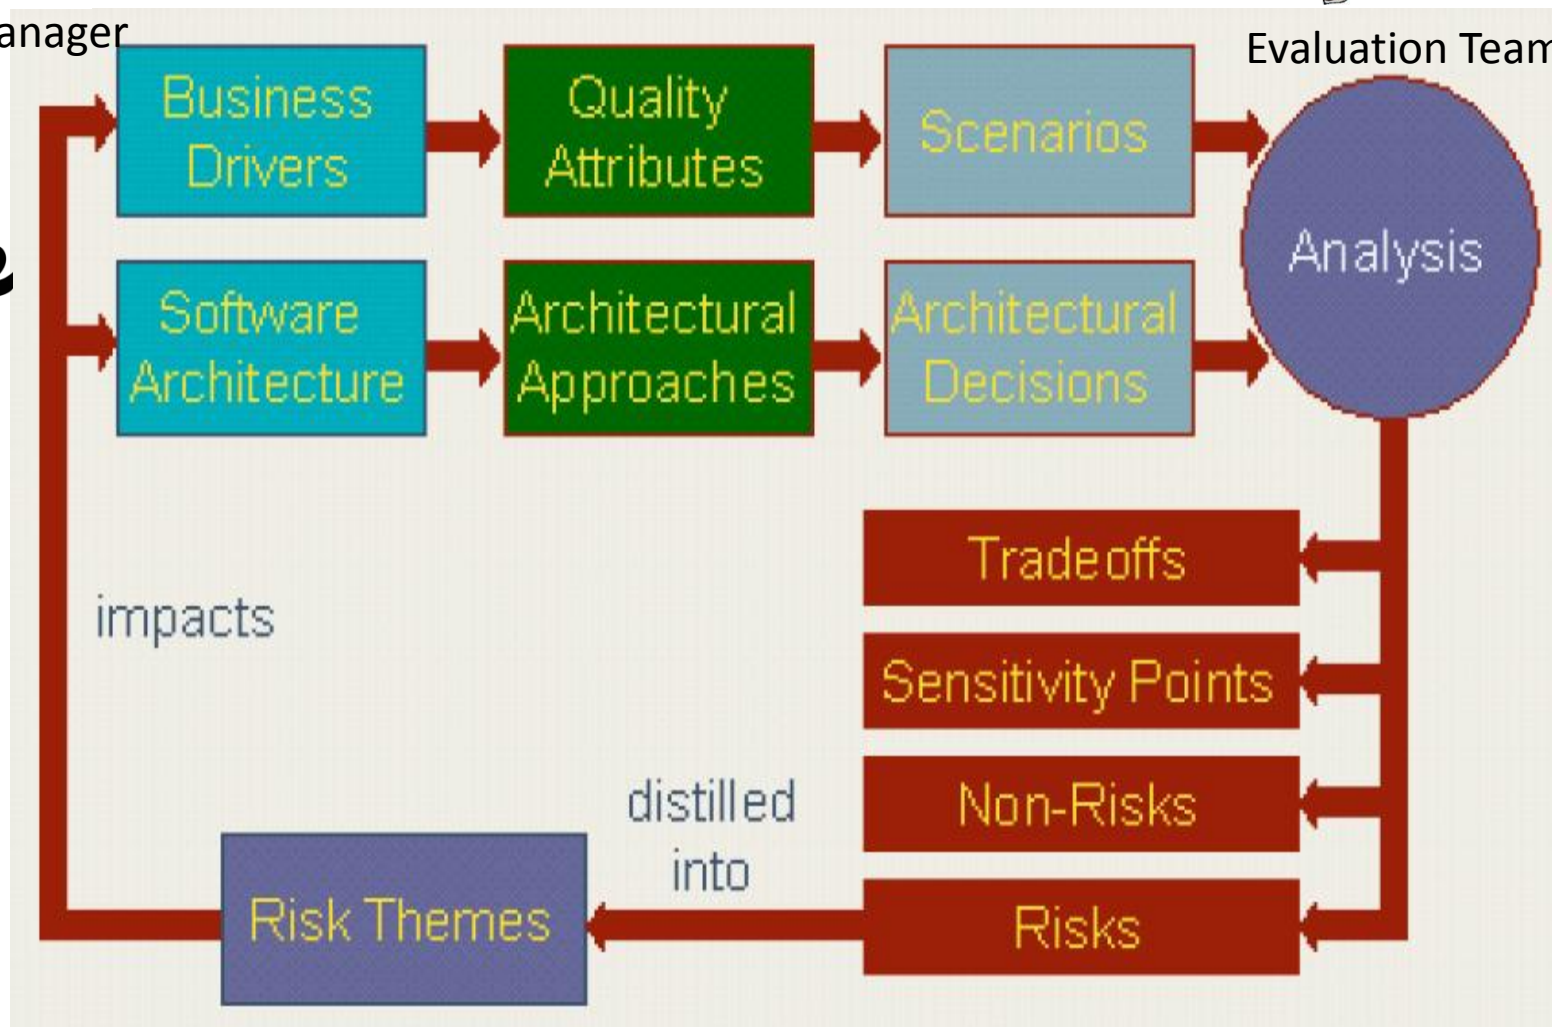 anager
Evaluation Team
Business
Drivers
Quality
Attributes
Scenarios
Analysis
e
Software
Architecture
Architectural
Approaches
Architectural
Decisions
Tradeoffs
impacts
Sensitivity Points
distilled
into
Non-Risks
Risk Themes
Risks